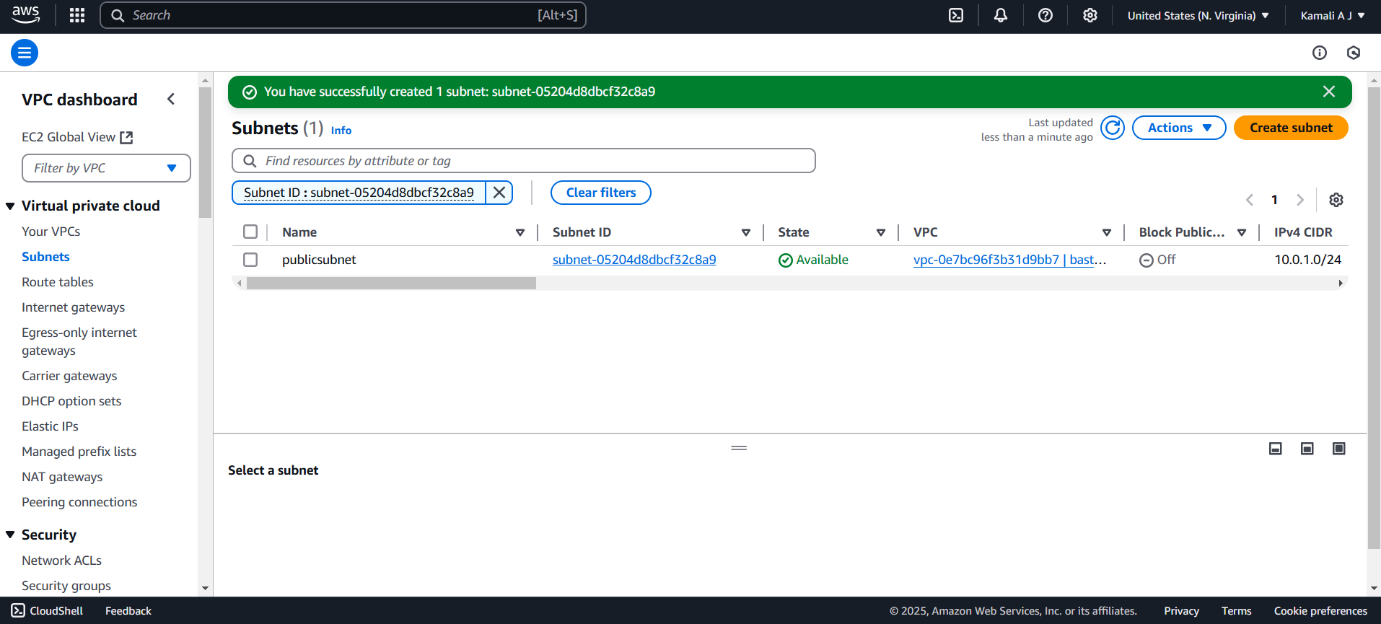 aws
Search
[Alt+S]
United States (N. Virginia)
Kamali A J
VPC dashboard
EC2 Global View
Filter by VPC
Virtual private cloud
Your VPCs
Subnets
Route tables
Internet gateways
Egress-only internet
gateways
Carrier gateways
DHCP option sets
Elastic IPs
Managed prefix lists
NAT gateways
Peering connections
Security
Network ACLs
Security groups
You have successfully created 1 subnet: subnet-05204d8dbcf32c8a9
Subnets (1) Info
Last updated
less than a minute ago
Actions
Create subnet
Find resources by attribute or tag
Subnet ID : subnet-05204d8dbcf32c8a9
Clear filters
1
Name Subnet ID State VPC Block Public... IPv4 CIDR
publicsubnet subnet-05204d8dbcf32c8a9 Available vpc-0e7bc96f3b31d9bb7 | bast... Off 10.0.1.0/24
Select a subnet
CloudShell Feedback © 2025, Amazon Web Services, Inc. or its affiliates. Privacy Terms Cookie preferences